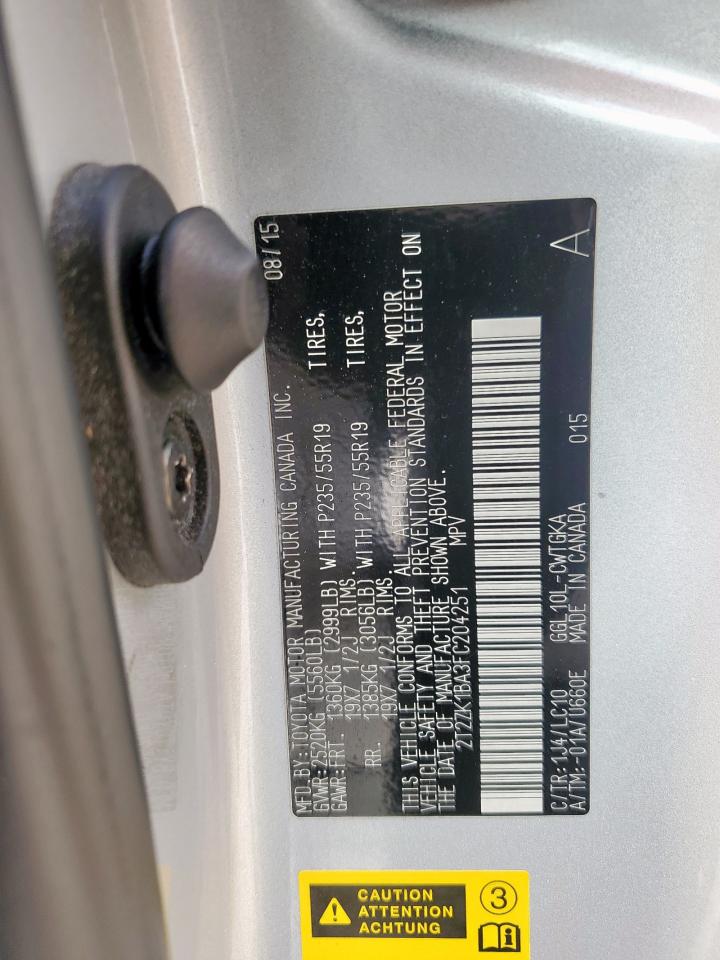 MFD.BY:TOYOTA MOTOR MANUFACTURING CANADA INC. 08/15
GVWR:2520KG (5560LB)
GAWR:FRT. 1360KG (2999LB) WITH P235/55R19 TIRES,
19X7 1/2J RIMS.
RR. 1385KG (3056LB) WITH P235/55R19 TIRES,
19X7 1/2J RIMS.
THIS VEHICLE CONFORMS TO ALL APPLICABLE FEDERAL MOTOR
VEHICLE SAFETY AND THEFT PREVENTION STANDARDS IN EFFECT ON
THE DATE OF MANUFACTURE SHOWN ABOVE.
2T2ZK1BA3FC204251 MPV
C/TR:1J4/LC10 GGL10L-CWTGKA
A/TM:-01A/U660E MADE IN CANADA 015 A
CAUTION
ATTENTION
ACHTUNG
3